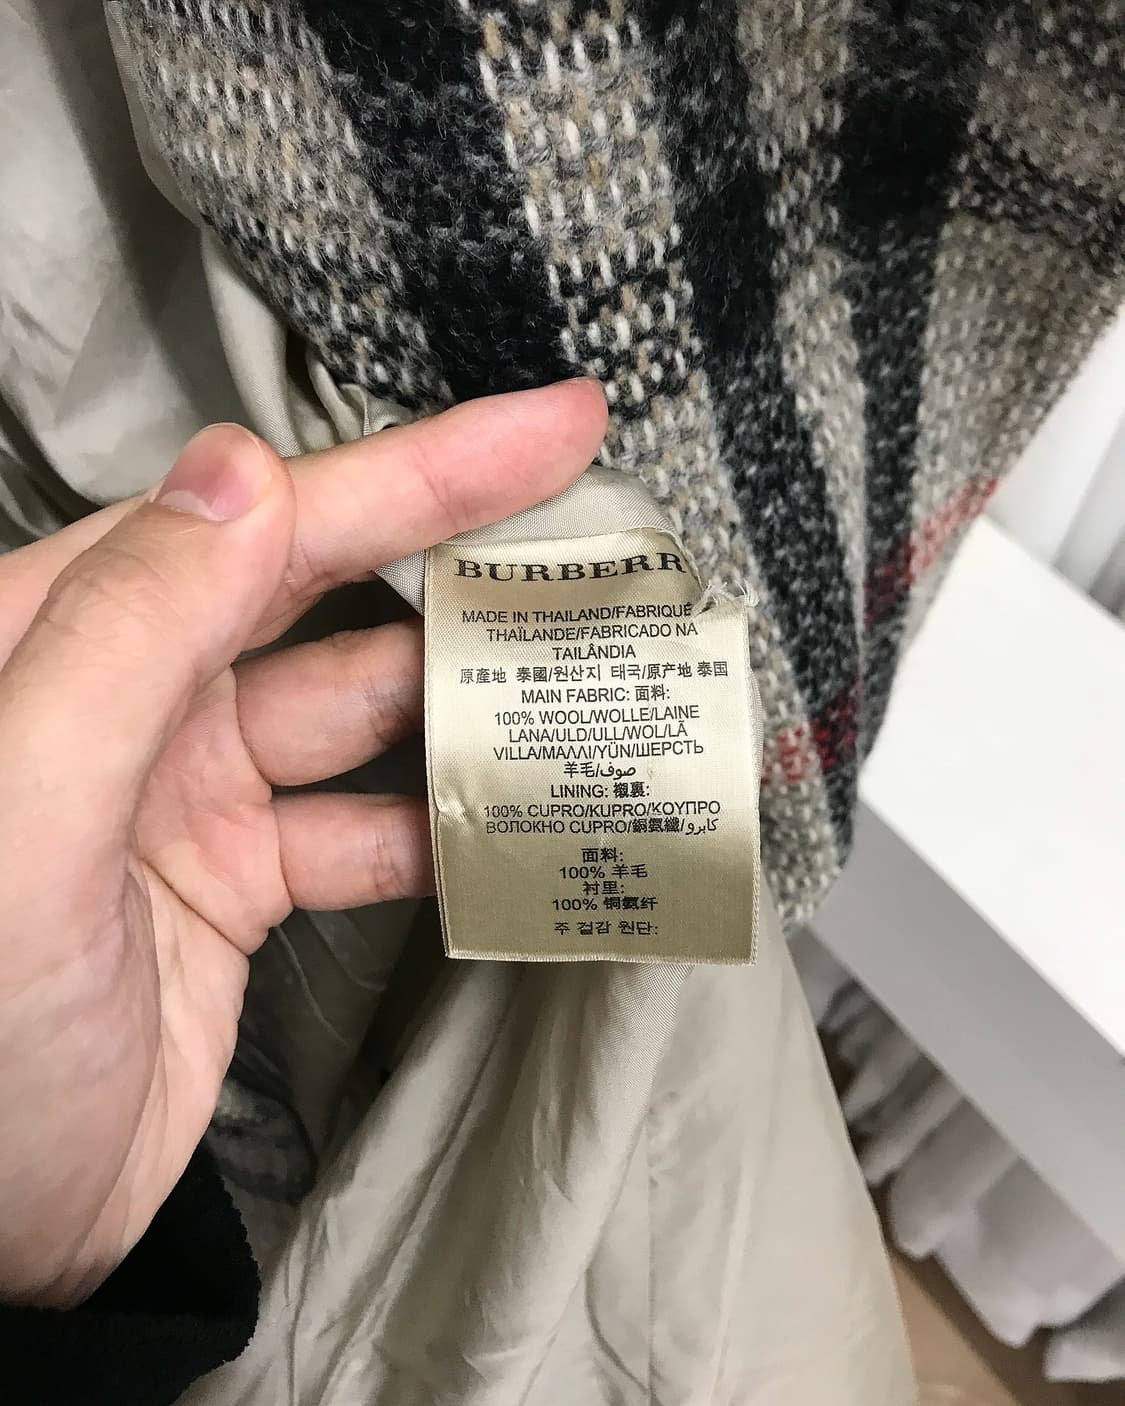 BURBERR
MADE IN THAILAND/FABRIQUÉ
THAÏLANDE/FABRICADO NA
TAILÂNDIA
原產地 泰國/원산지 태국/原产地 泰国
MAIN FABRIC: 面料:
100% WOOL/WOLLE/LAINE
LANA/ULD/ULL/WOL/LÃ
VILLA/ΜΑΛΛΙ/YÜN/ШЕРСТЬ
羊毛/صوف
LINING: 襯裏:
100% CUPRO/KUPRO/ΚΟΥΠΡΟ
ВОЛОКНО CUPRO/銅氨纖/كابرو
面料:
100% 羊毛
衬里:
100% 铜氨纤
주 겉감 원단: